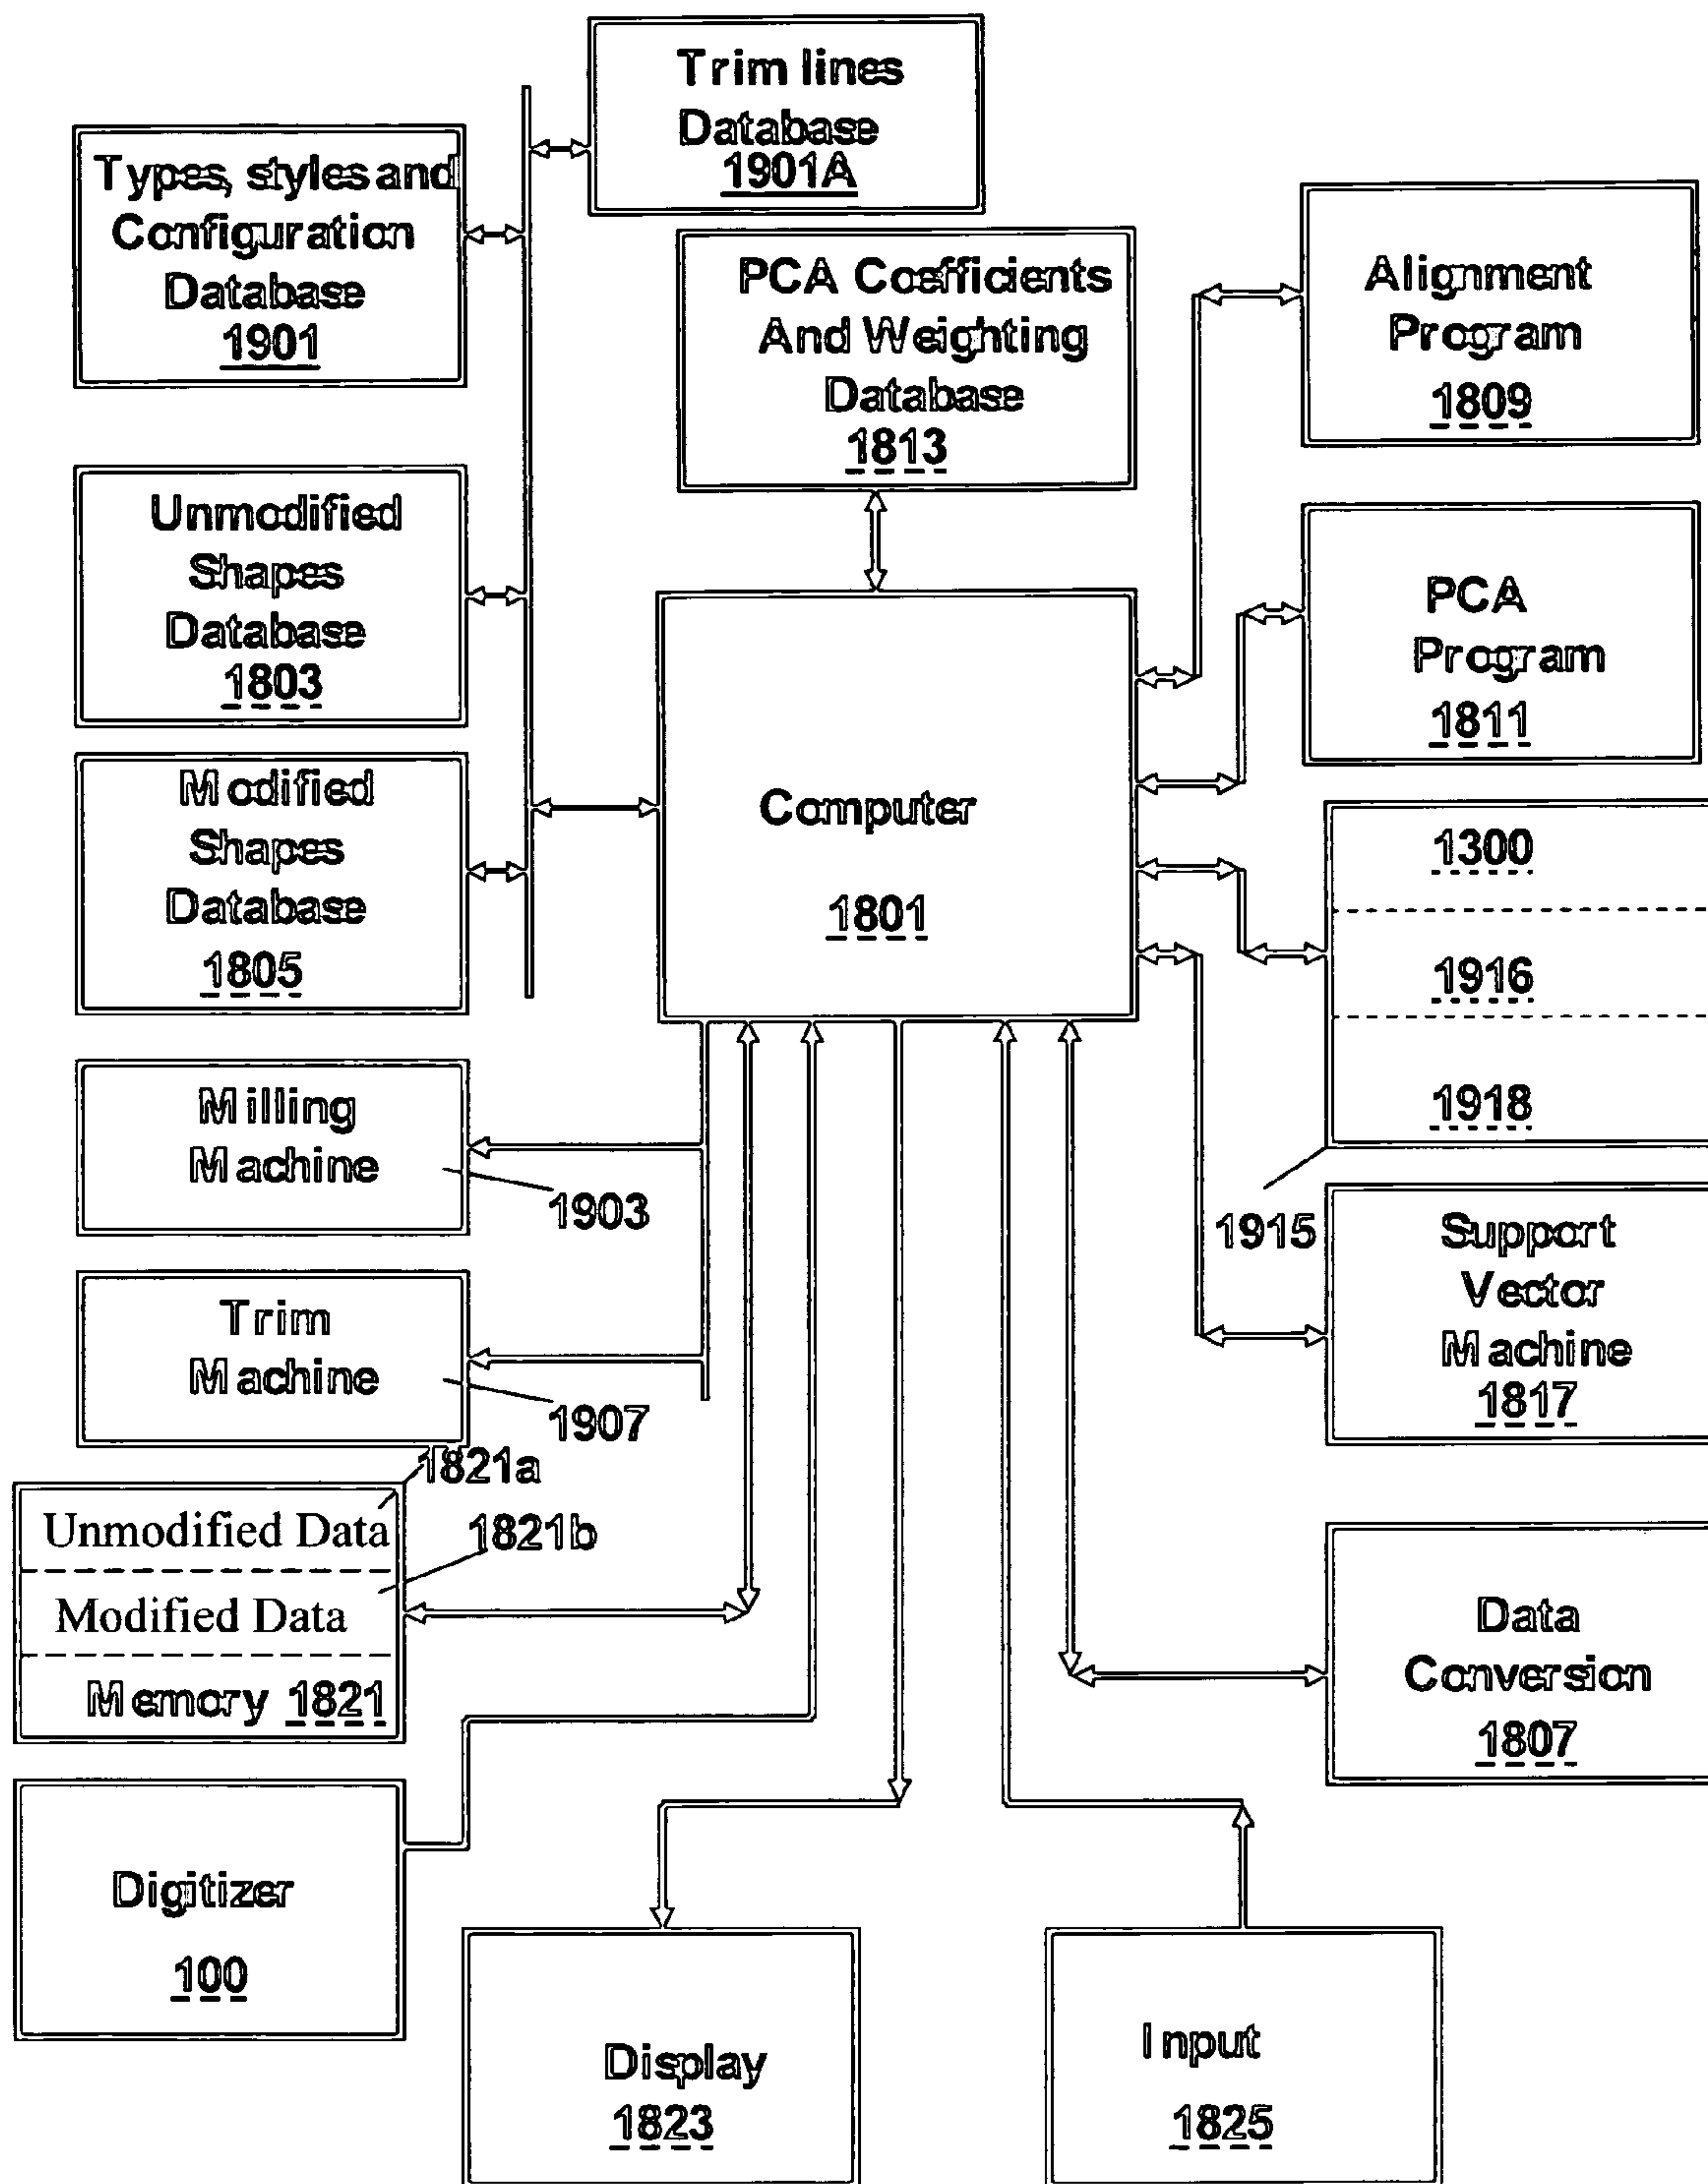 Trim lines
Database
1901A
Types, styles and
Configuration
Database
1901
PCA Coefficients
And Weighting
Database
1813
Alignment
Program
1809
Unmodified
Shapes
Database
1803
PCA
Program
1811
Modified
Shapes
Database
1805
Computer
1801
1300
1916
1918
1915
Milling
Machine
1903
Support
Vector
Machine
1817
Trim
Machine
1907
1821a
Unmodified Data
1821b
Modified Data
Memory 1821
Data
Conversion
1807
Digitizer
100
Display
1823
Input
1825